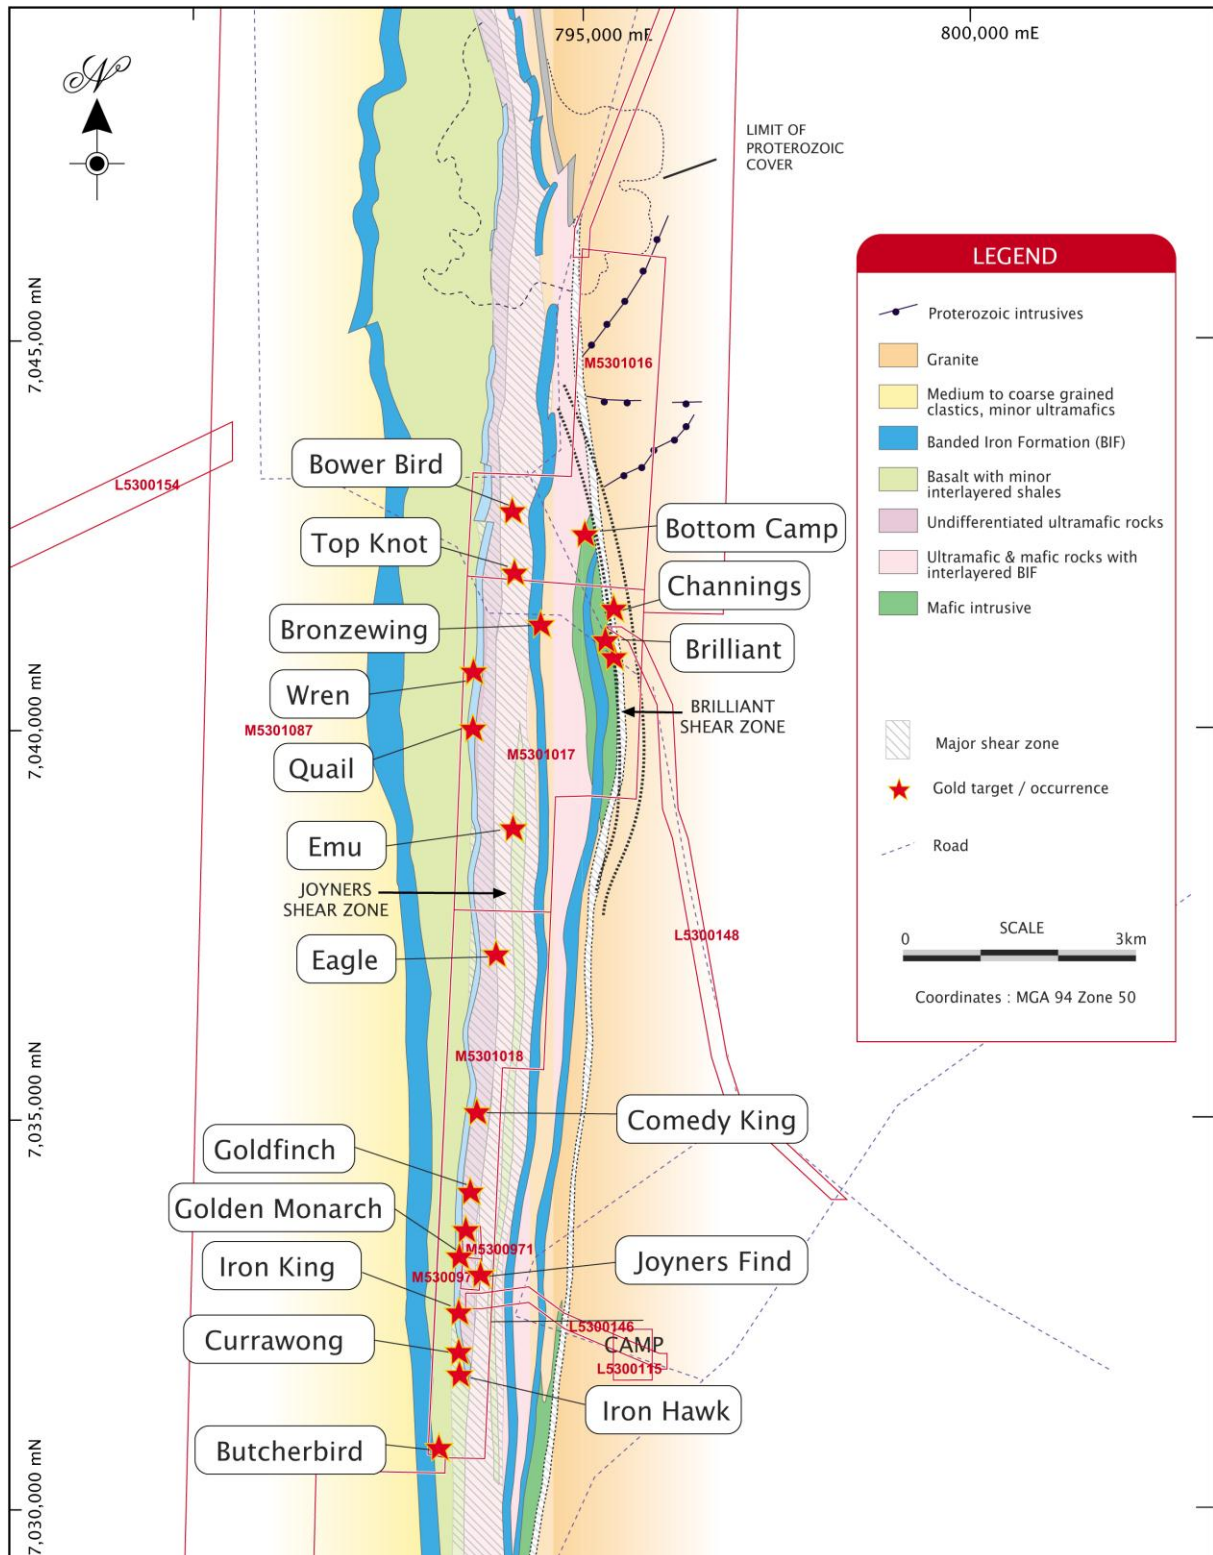 795,000 mE
800,000 mE
N
LIMIT OF
PROTEROZOIC
COVER
7,045,000 mN
LEGEND
Proterozoic intrusives
Granite
Medium to coarse grained
clastics, minor ultramafics
Banded Iron Formation (BIF)
Basalt with minor
interlayered shales
Undifferentiated ultramafic rocks
Ultramafic & mafic rocks with
interlayered BIF
Mafic intrusive
Major shear zone
Gold target / occurrence
Road
SCALE
0 3km
Coordinates : MGA 94 Zone 50
M5301016
L5300154
Bower Bird
Top Knot
Bottom Camp
Channings
Bronzewing
Brilliant
Wren
BRILLIANT
SHEAR ZONE
M5301087
7,040,000 mN
M5301017
Quail
Emu
JOYNERS
SHEAR ZONE
L5300148
Eagle
M5301018
7,035,000 mN
Comedy King
Goldfinch
Golden Monarch
M5300971
Iron King
M530097
Joyners Find
Currawong
L5300146
CAMP
L5300115
Iron Hawk
Butcherbird
7,030,000 mN